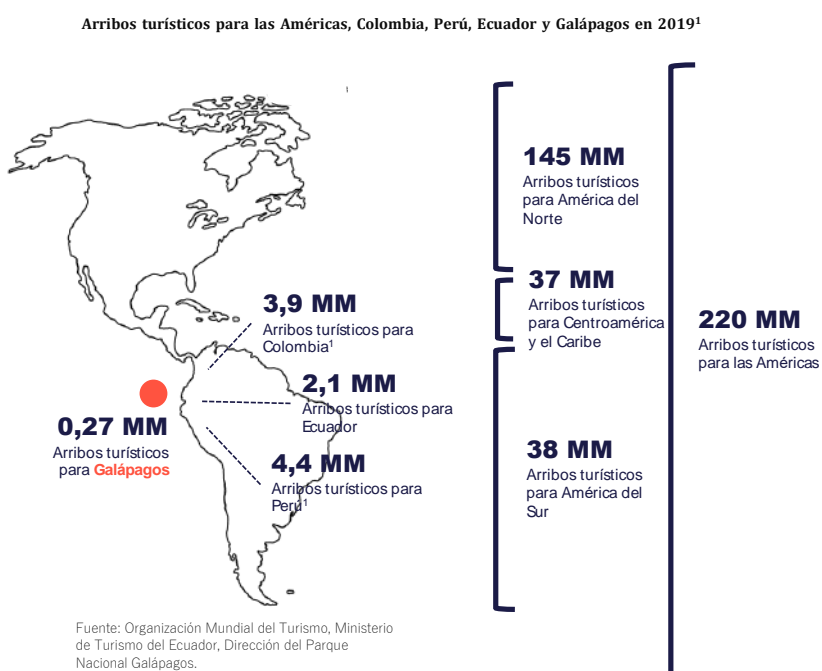 Arribos turísticos para las Américas, Colombia, Perú, Ecuador y Galápagos en 2019¹
1
145 MM
Arribos turísticos
para América del
Norte
37 MM
Arribos turísticos
para Centroamérica
y el Caribe
38 MM
Arribos turísticos
para América del
Sur
220 MM
Arribos turísticos
para las Américas
3,9 MM
Arribos turísticos para
Colombia¹
2,1 MM
Arribos turísticos para
Ecuador
0,27 MM
Arribos turísticos
para Galápagos
4,4 MM
Arribos turísticos para
Perú¹
Fuente: Organización Mundial del Turismo, Ministerio
de Turismo del Ecuador, Dirección del Parque
Nacional Galápagos.